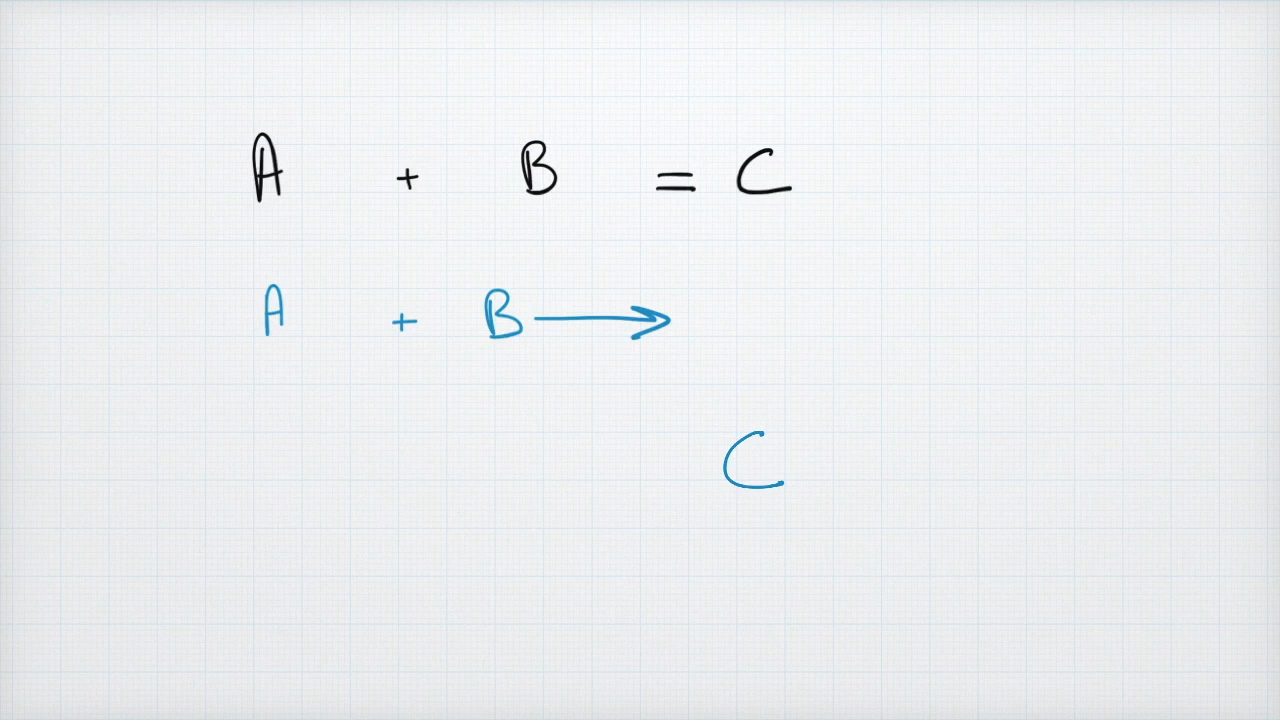 A + B = C
A + B →
C